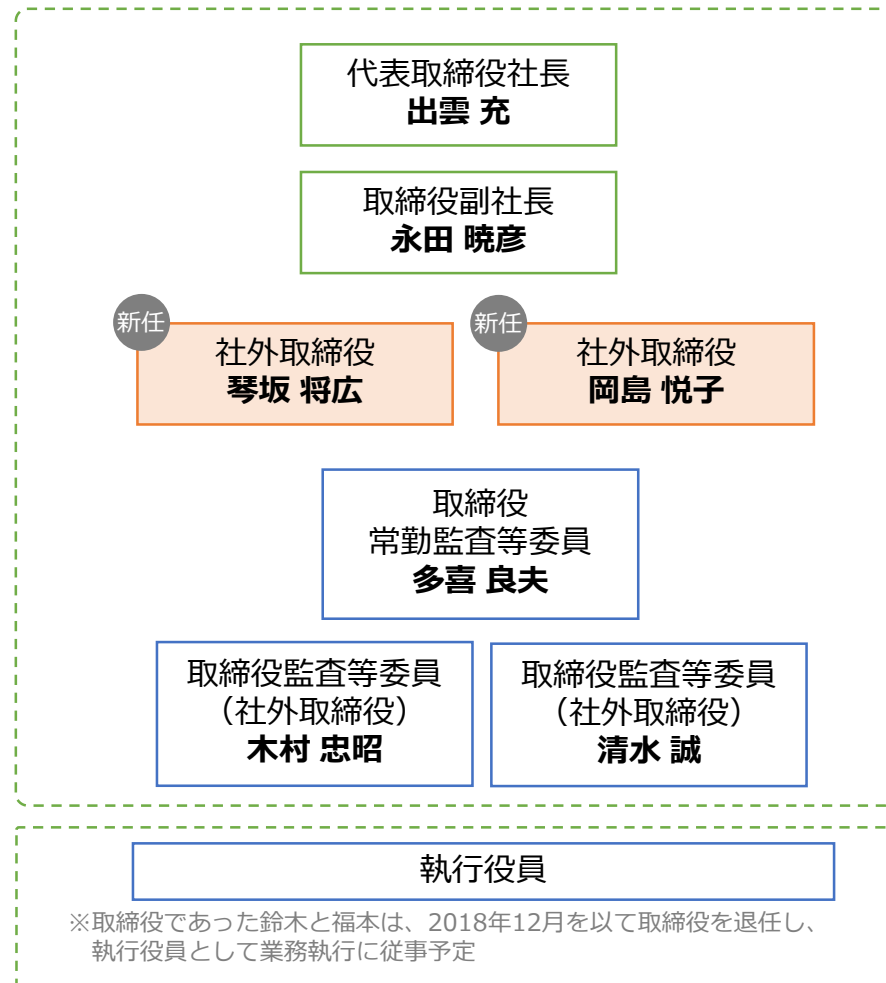 代表取締役社長
出雲 充
取締役副社長
永田 暁彦
新任
社外取締役
琴坂 将広
新任
社外取締役
岡島 悦子
取締役
常勤監査等委員
多喜 良夫
取締役監査等委員
（社外取締役）
木村 忠昭
取締役監査等委員
（社外取締役）
清水 誠
執行役員
※取締役であった鈴木と福本は、2018年12月を以て取締役を退任し、
執行役員として業務執行に従事予定